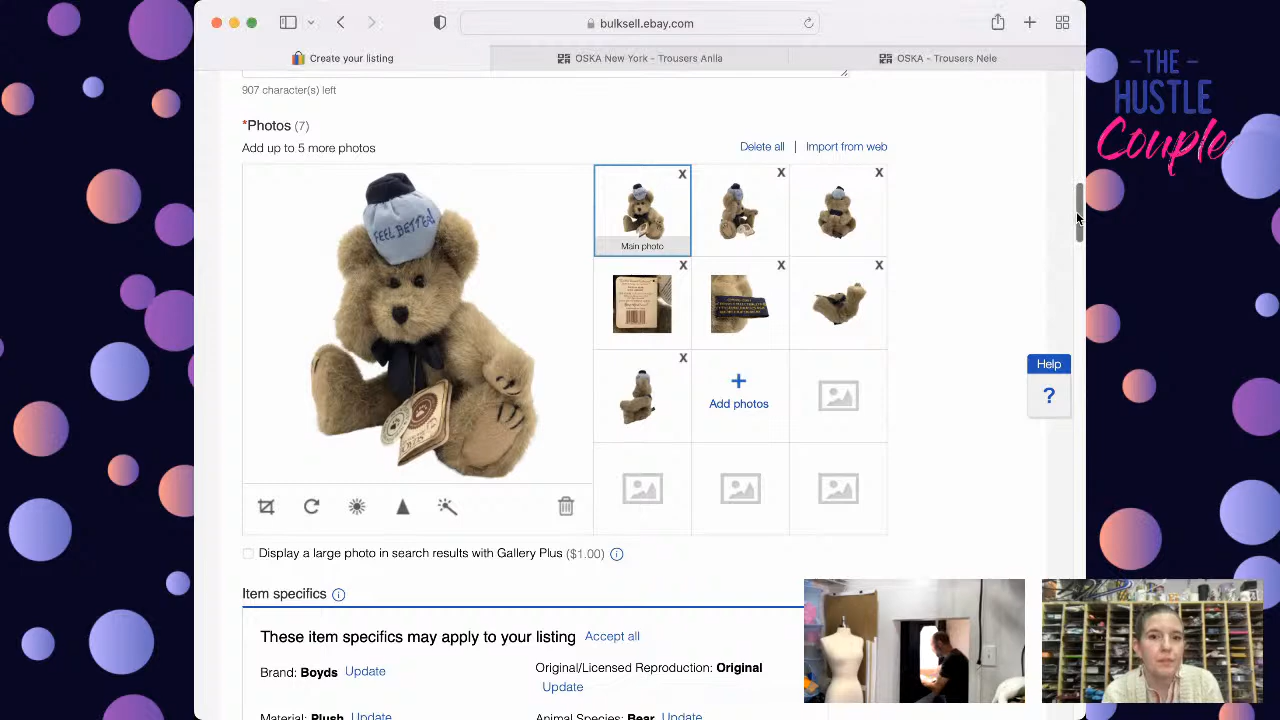 bulksell.ebay.com
Create your listing
OSKA New York - Trousers Anlla
OSKA - Trousers Nele
-THE-
HUSTLE
Couple
907 character(s) left
*Photos (7)
Add up to 5 more photos
Delete all | Import from web
FEEL BETTER!
X
X
X
Main photo
X
X
X
X
+
Add photos
Help
?
Display a large photo in search results with Gallery Plus ($1.00)
Item specifics
These item specifics may apply to your listing Accept all
Brand: Boyds Update
Original/Licensed Reproduction: Original
Update
Material: Plush Update
Animal Species: Bear Update